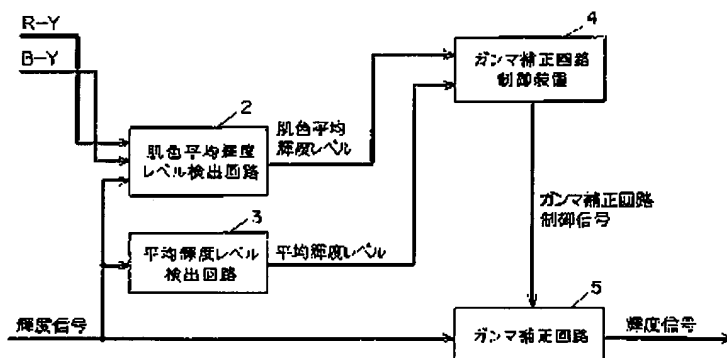 R-Y
B-Y
4
ガンマ補正回路
制御装置
2
肌色平均輝度
レベル検出回路
肌色平均
輝度レベル
ガンマ補正回路
制御信号
3
平均輝度レベル
検出回路
平均輝度レベル
5
輝度信号
ガンマ補正回路
輝度信号